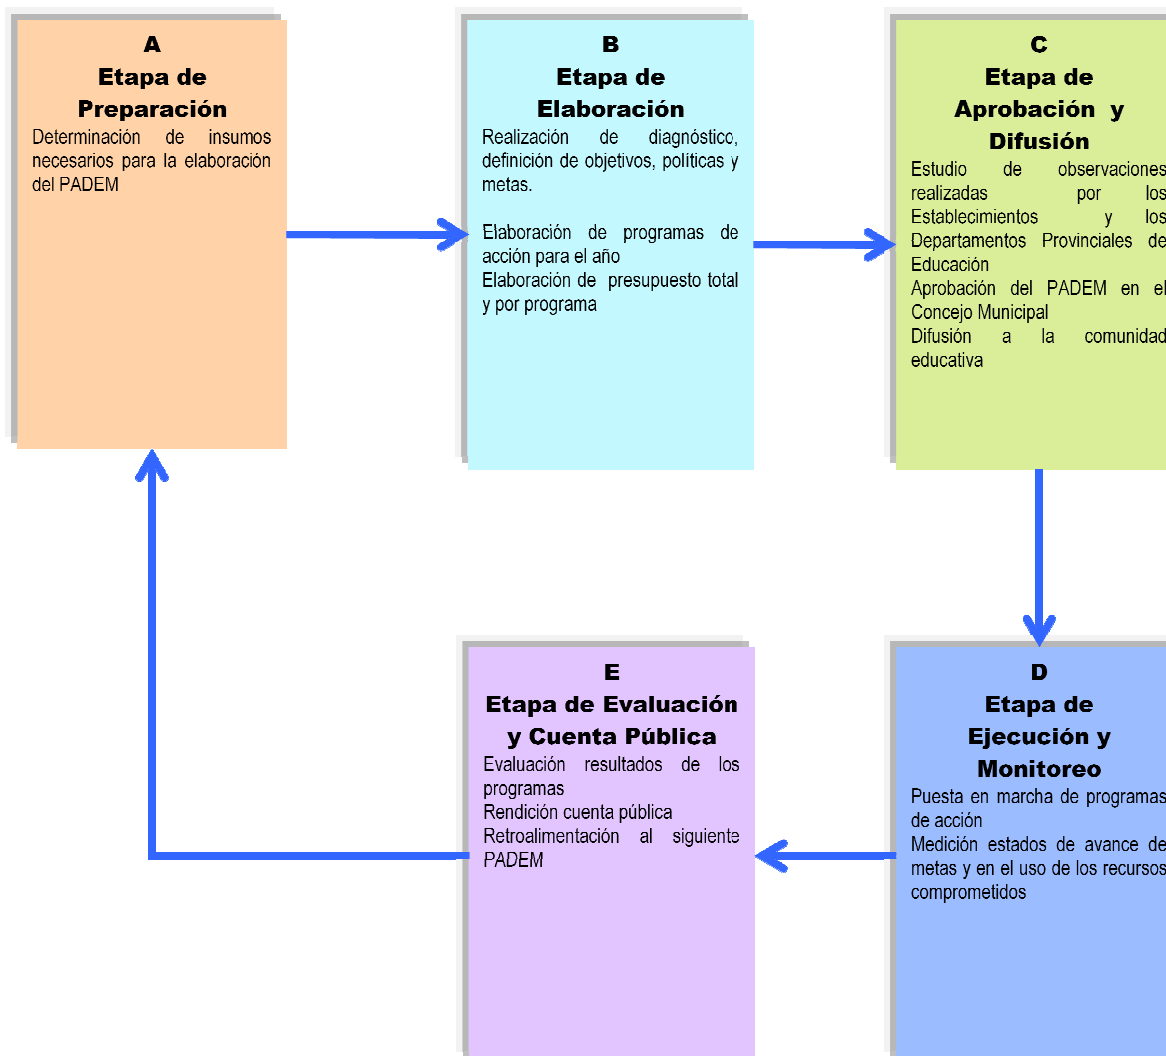 A
Etapa de
Preparación
Determinación de insumos
necesarios para la elaboración
del PADEM
B
Etapa de
Elaboración
Realización de diagnóstico,
definición de objetivos, políticas y
metas.
Elaboración de programas de
acción para el año
Elaboración de presupuesto total
y por programa
C
Etapa de
Aprobación y
Difusión
Estudio de observaciones
realizadas por los
Establecimientos y los
Departamentos Provinciales de
Educación
Aprobación del PADEM en el
Concejo Municipal
Difusión a la comunidad
educativa
D
Etapa de
Ejecución y
Monitoreo
Puesta en marcha de programas
de acción
Medición estados de avance de
metas y en el uso de los recursos
comprometidos
E
Etapa de Evaluación
y Cuenta Pública
Evaluación resultados de los
programas
Rendición cuenta pública
Retroalimentación al siguiente
PADEM